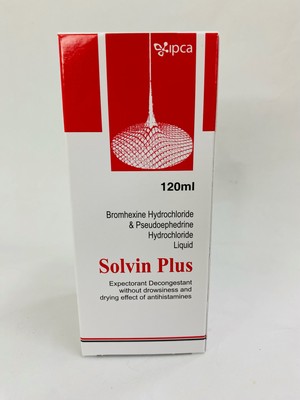 ipca
120ml
Bromhexine Hydrochloride
& Pseudoephedrine
Hydrochloride
Liquid
Solvin Plus
Expectorant Decongestant
without drowsiness and
drying effect of antihistamines